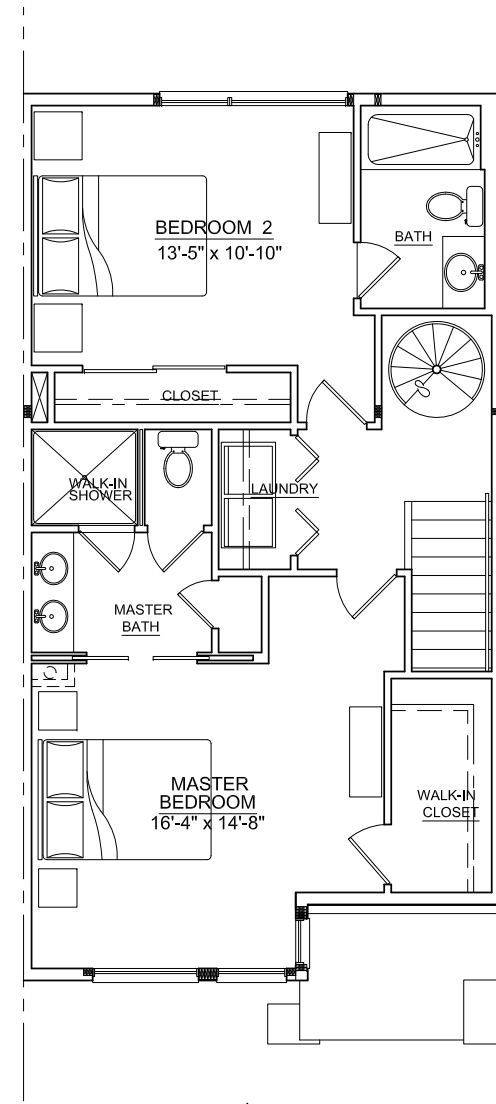 BEDROOM 2
13'-5" x 10'-10"
BATH
CLOSET
WALK-IN
SHOWER
LAUNDRY
MASTER
BATH
MASTER
BEDROOM
16'-4" x 14'-8"
WALK-IN
CLOSET